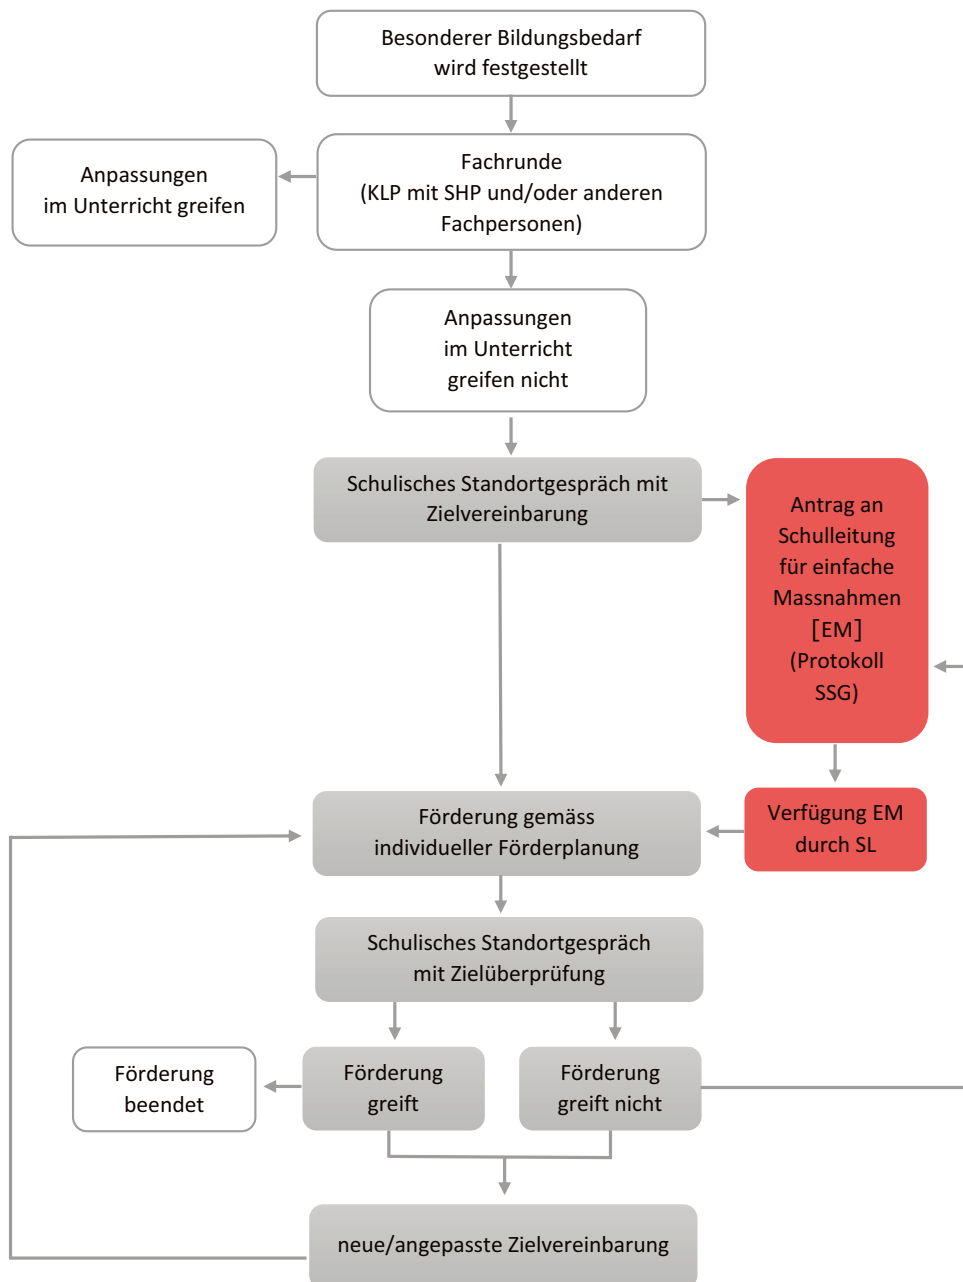 Besonderer Bildungsbedarf
wird festgestellt
Fachrunde
(KLP mit SHP und/oder anderen
Fachpersonen)
Anpassungen
im Unterricht greifen
Anpassungen
im Unterricht
greifen nicht
Schulisches Standortgespräch mit
Zielvereinbarung
Antrag an
Schulleitung
für einfache
Massnahmen
[EM]
(Protokoll
SSG)
Verfügung EM
durch SL
Förderung gemäss
individueller Förderplanung
Schulisches Standortgespräch
mit Zielüberprüfung
Förderung
beendet
Förderung
greift
Förderung
greift nicht
neue/angepasste Zielvereinbarung